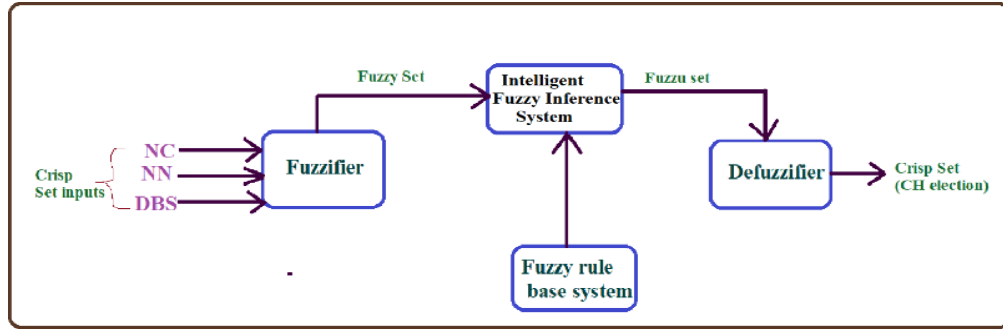 Fuzzy Set
Intelligent
Fuzzy Inference
System
Fuzzu set
NC
NN
DBS
Crisp
Set inputs
Fuzzifier
Defuzzifier
Crisp Set
(CH election)
Fuzzy rule
base system